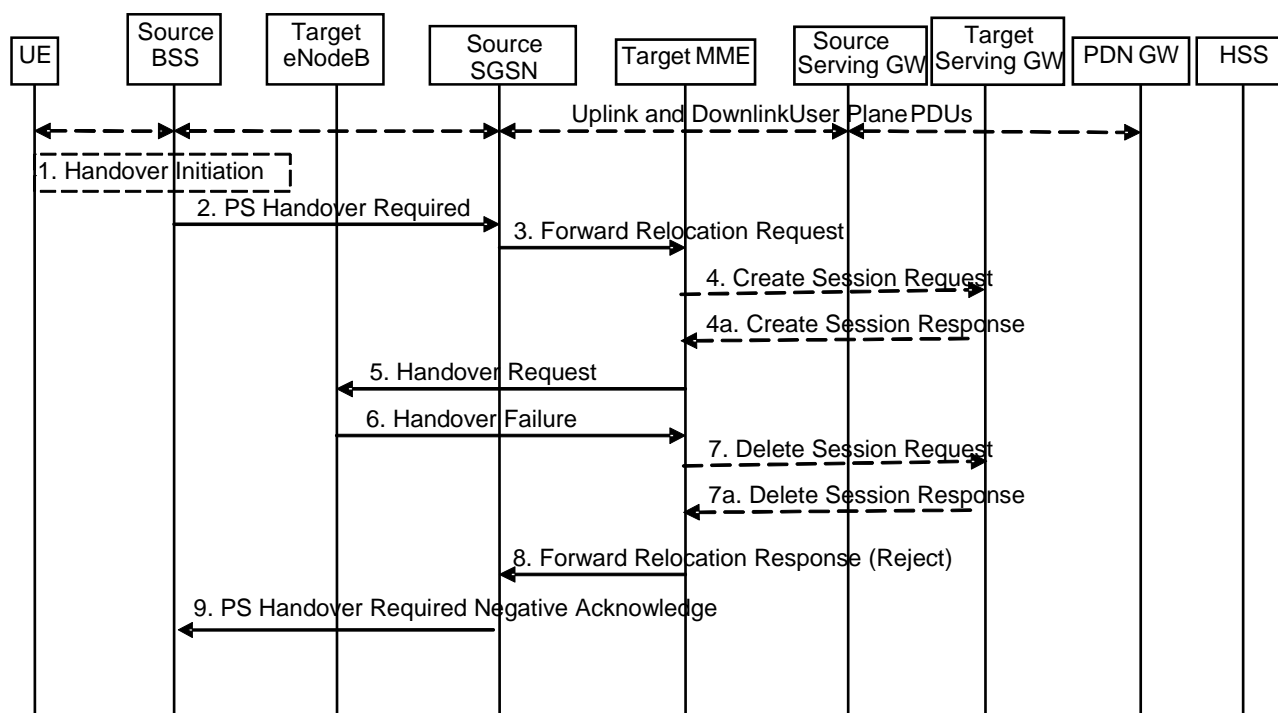 UE
Source
BSS
Target
eNodeB
Source
SGSN
Target MME
Source
Serving GW
Target
Serving GW
PDN GW
HSS
Uplink and DownlinkUser PlanePDUs
1. Handover Initiation
2. PS Handover Required
3. Forward Relocation Request
4. Create Session Request
4a. Create Session Response
5. Handover Request
6. Handover Failure
7. Delete Session Request
7a. Delete Session Response
8. Forward Relocation Response (Reject)
9. PS Handover Required Negative Acknowledge